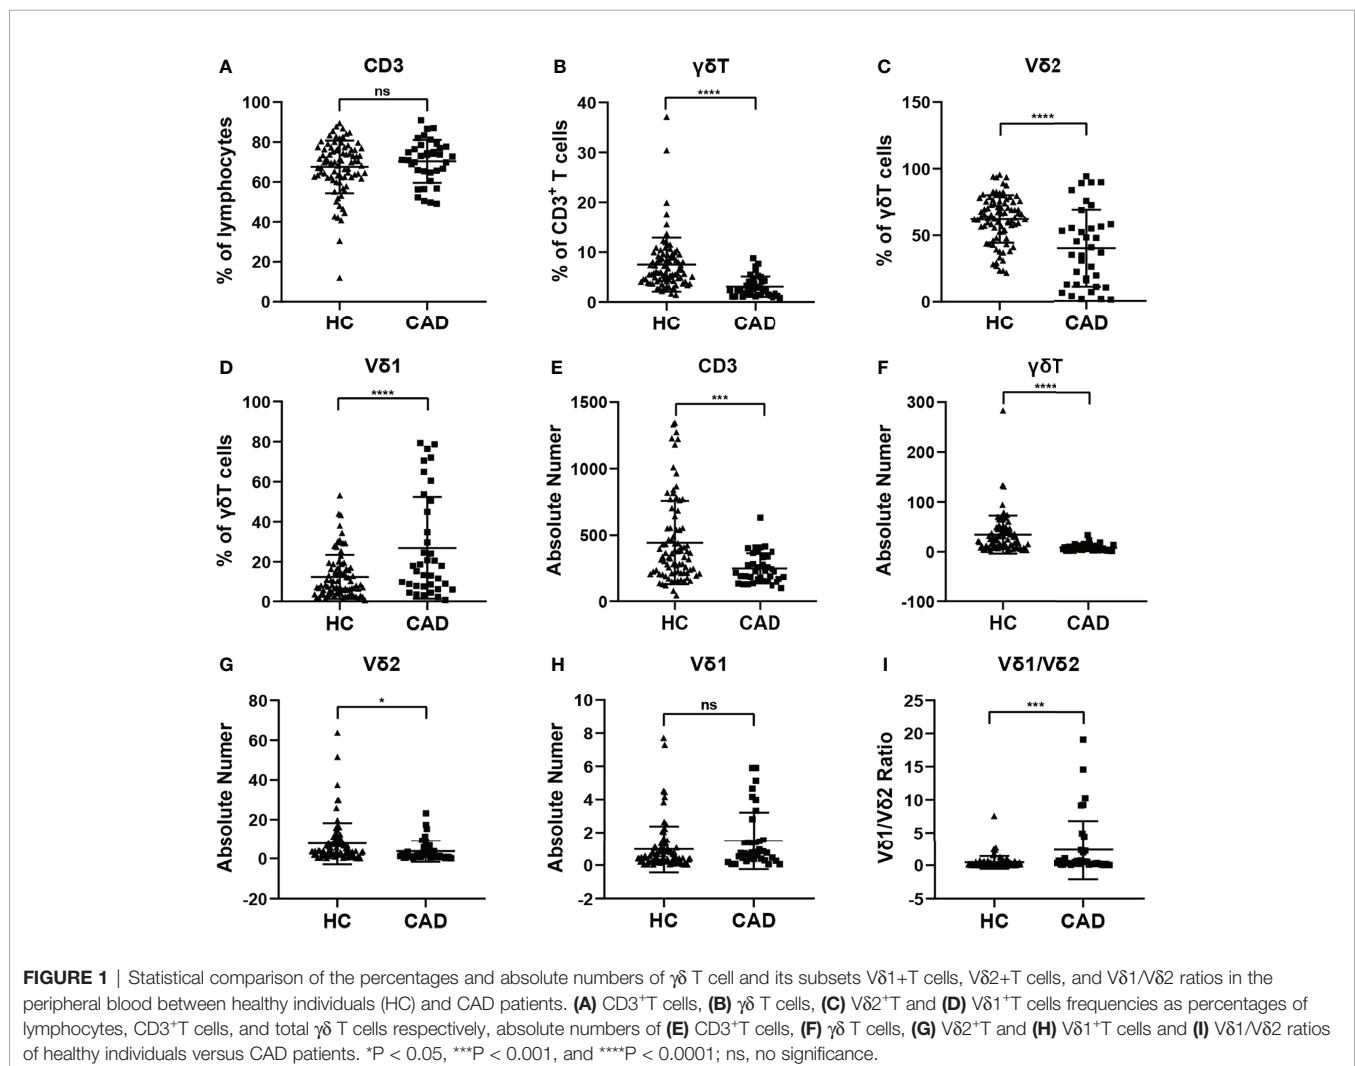 A
CD3
ns
% of lymphocytes
100
80
60
40
20
0
HC
CAD
B
γδT
****
% of CD3+ T cells
40
30
20
10
0
HC
CAD
C
Vδ2
****
% of γδT cells
150
100
50
0
HC
CAD
D
Vδ1
****
% of γδT cells
100
80
60
40
20
0
HC
CAD
E
CD3
***
Absolute Numer
1500
1000
500
0
HC
CAD
F
γδT
****
Absolute Numer
300
200
100
0
-100
HC
CAD
G
Vδ2
*
Absolute Numer
80
60
40
20
0
-20
HC
CAD
H
Vδ1
ns
Absolute Numer
10
8
6
4
2
0
-2
HC
CAD
I
Vδ1/Vδ2
***
Vδ1/Vδ2 Ratio
25
20
15
10
5
0
-5
HC
CAD
FIGURE 1 | Statistical comparison of the percentages and absolute numbers of γδ T cell and its subsets Vδ1+T cells, Vδ2+T cells, and Vδ1/Vδ2 ratios in the
peripheral blood between healthy individuals (HC) and CAD patients. (A) CD3+T cells, (B) γδ T cells, (C) Vδ2+T and (D) Vδ1+T cells frequencies as percentages of
lymphocytes, CD3+T cells, and total γδ T cells respectively, absolute numbers of (E) CD3+T cells, (F) γδ T cells, (G) Vδ2+T and (H) Vδ1+T cells and (I) Vδ1/Vδ2 ratios
of healthy individuals versus CAD patients. *P < 0.05, ***P < 0.001, and ****P < 0.0001; ns, no significance.